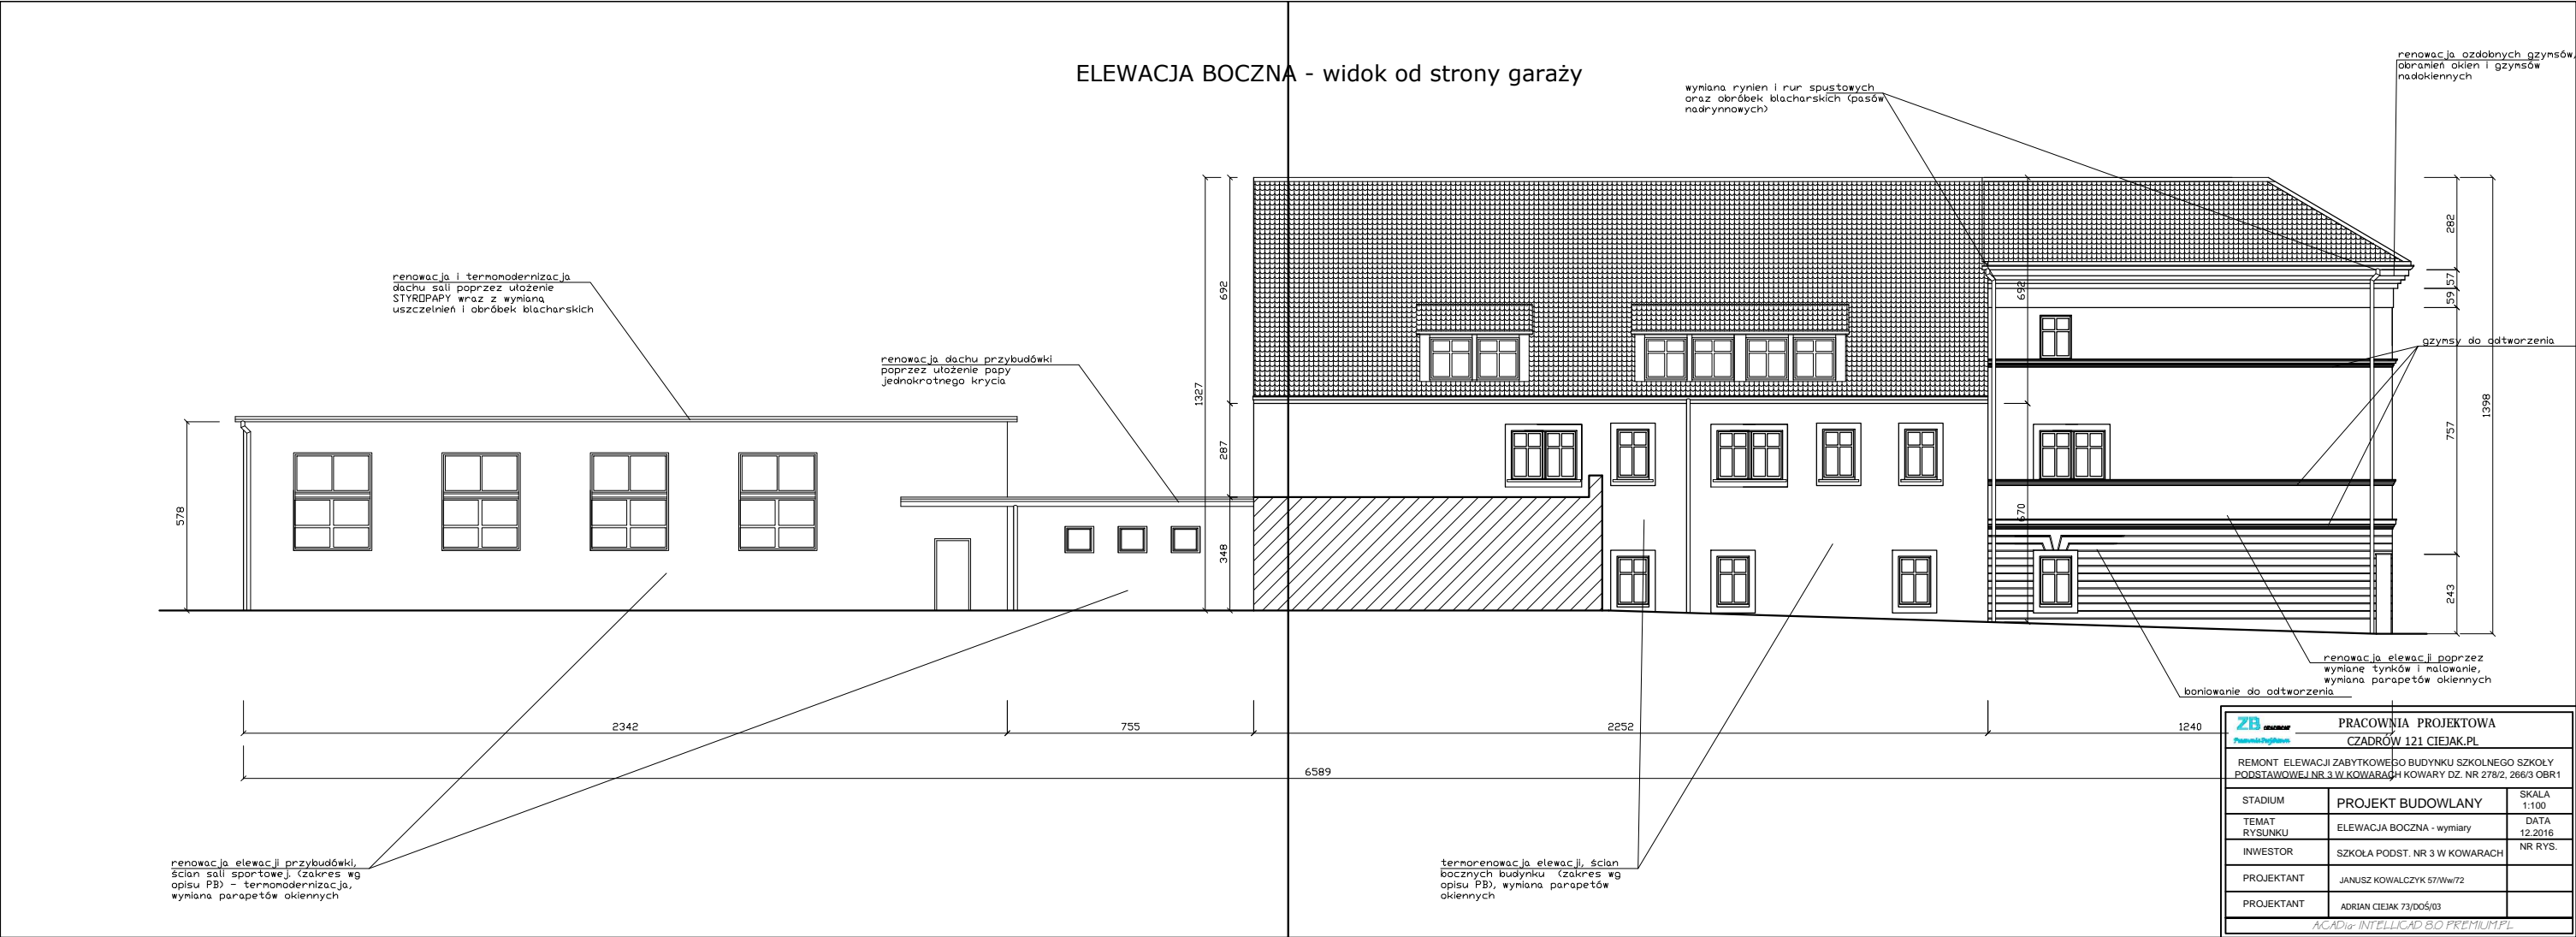 ELEWACJA BOCZNA - widok od strony garaży
renowacja ozdobnych gzymsów,
obramień okien i gzymsów
nadokiennych
wymiana rynien i rur spustowych
oraz obróbek blacharskich (pasów
nadrynnowych)
renowacja i termomodernizacja
dachu sali poprzez ułożenie
STYR▯PAPY wraz z wymianą
uszczelnień i obróbek blacharskich
renowacja dachu przybudówki
poprzez ułożenie papy
jednokrotnego krycia
gzymsy do odtworzenia
578
1327
692
287
348
692
670
282
57
59
757
243
1398
renowacja elewacji poprzez
wymianę tynków i malowanie,
wymiana parapetów okiennych
boniowanie do odtworzenia
2342
755
2252
1240
6589
renowacja elewacji przybudówki,
ścian sali sportowej, (zakres wg
opisu PB) - termomodernizacja,
wymiana parapetów okiennych
termorenowacja elewacji, ścian
bocznych budynku (zakres wg
opisu PB), wymiana parapetów
okiennych
ZB
PRACOWNIA PROJEKTOWA
CZADRÓW 121 CIEJAK.PL
REMONT ELEWACJI ZABYTKOWEGO BUDYNKU SZKOLNEGO SZKOŁY
PODSTAWOWEJ NR 3 W KOWARACH KOWARY DZ. NR 278/2, 266/3 OBR1
STADIUM
PROJEKT BUDOWLANY
SKALA
1:100
TEMAT
RYSUNKU
ELEWACJA BOCZNA - wymiary
DATA
12.2016
INWESTOR
SZKOŁA PODST. NR 3 W KOWARACH
NR RYS.
PROJEKTANT
JANUSZ KOWALCZYK 57/Ww/72
PROJEKTANT
ADRIAN CIEJAK 73/DOŚ/03
ACADia- INTELLICAD 8.0 PREMIUM.PL